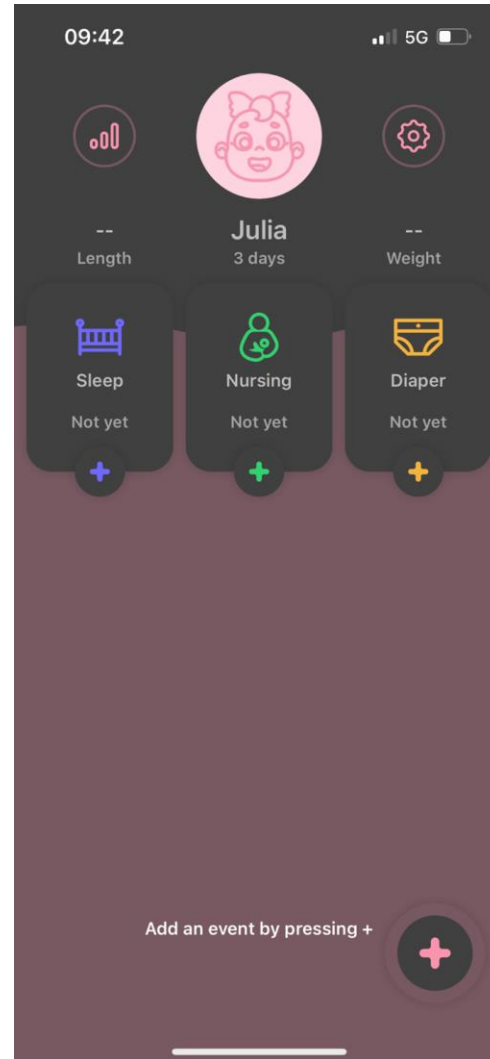 09:42
5G
--
Length
Julia
3 days
--
Weight
Sleep
Not yet
Nursing
Not yet
Diaper
Not yet
Add an event by pressing +